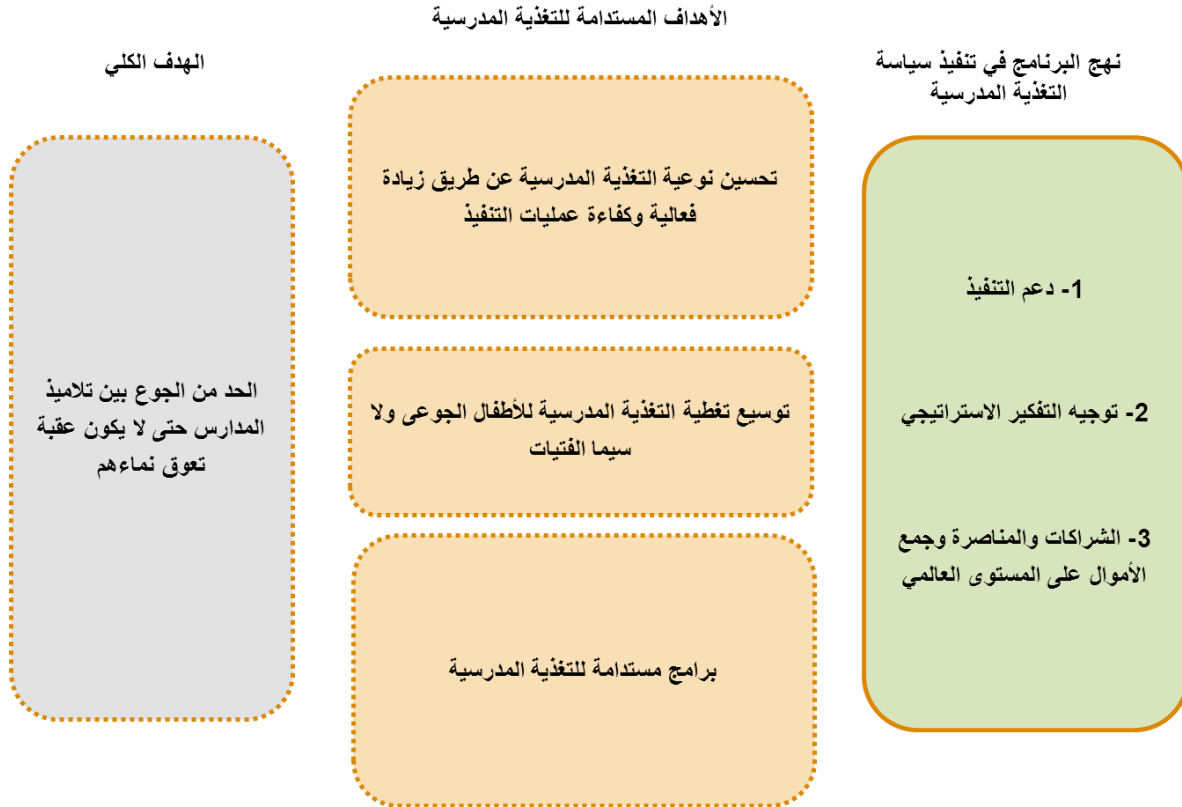 الأهداف المستدامة للتغذية المدرسية
نهج البرنامج في تنفيذ سياسة
التغذية المدرسية
1- دعم التنفيذ
2- توجيه التفكير الاستراتيجي
3- الشراكات والمناصرة وجمع
الأموال على المستوى العالمي
تحسين نوعية التغذية المدرسية عن طريق زيادة
فعالية وكفاءة عمليات التنفيذ
توسيع تغطية التغذية المدرسية للأطفال الجوعى ولا
سيما الفتيات
برامج مستدامة للتغذية المدرسية
الهدف الكلي
الحد من الجوع بين تلاميذ
المدارس حتى لا يكون عقبة
تعوق نماءهم